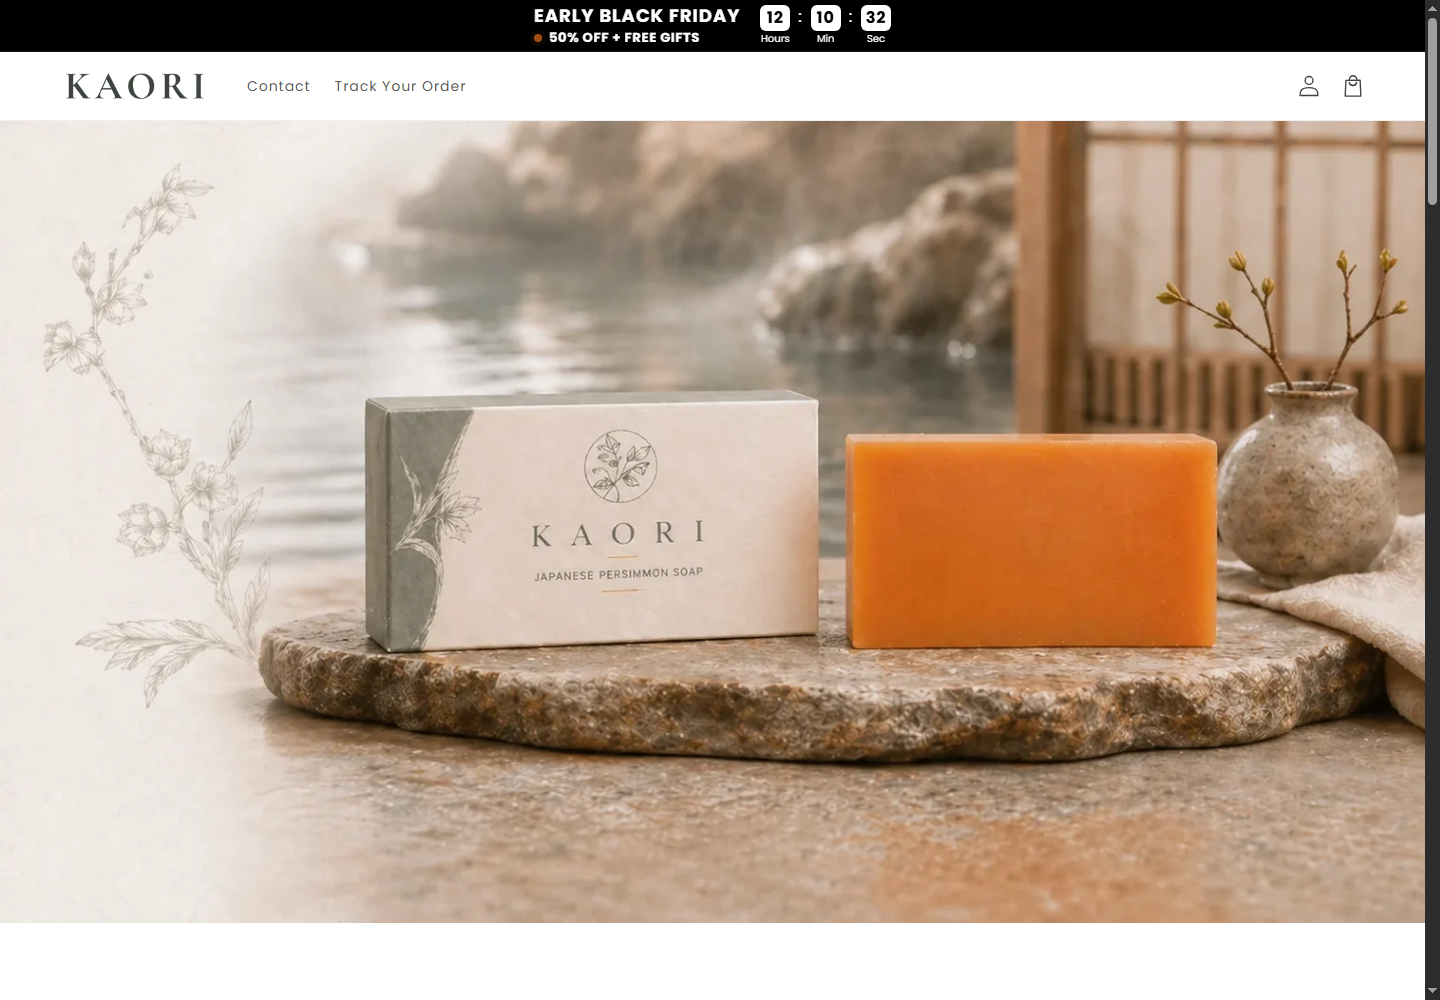 EARLY BLACK FRIDAY
50% OFF + FREE GIFTS
12 : 10 : 32
Hours Min Sec
KAORI
Contact
Track Your Order
KAORI
JAPANESE PERSIMMON SOAP